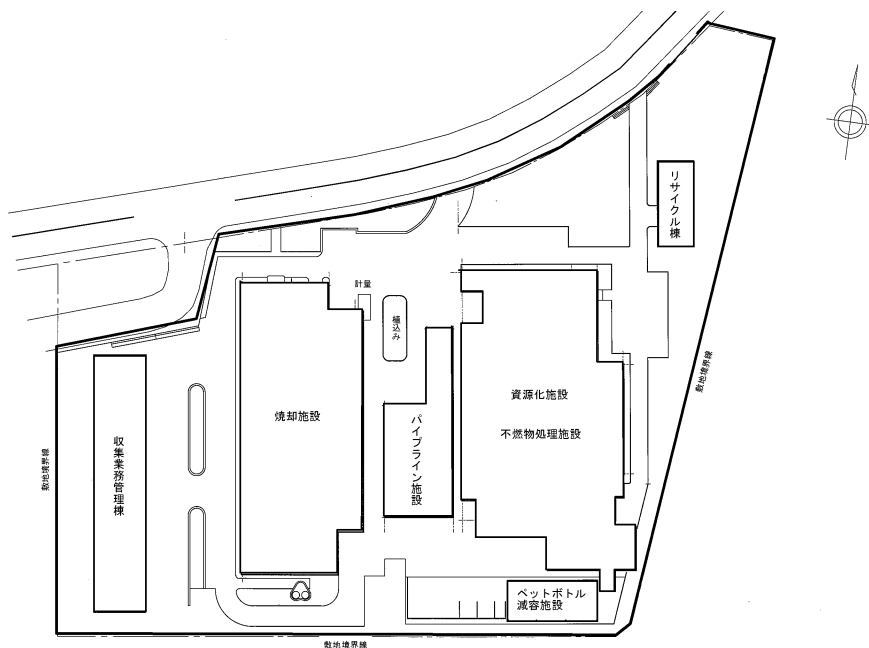 リサイクル棟
計量
植込み
敷地境界線
資源化施設
焼却施設
不燃物処理施設
パイプライン施設
収集業務管理棟
敷地境界線
ペットボトル
減容施設
敷地境界線